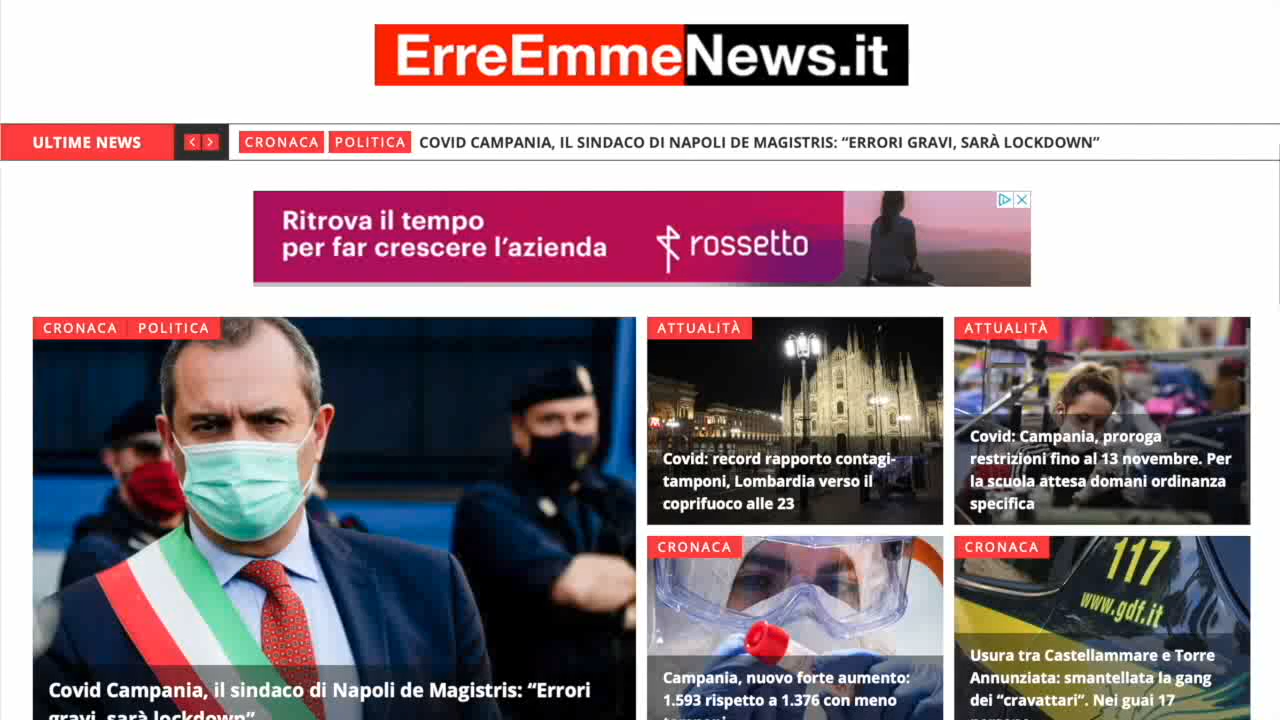 ErreEmmeNews.it
ULTIME NEWS
CRONACA POLITICA COVID CAMPANIA, IL SINDACO DI NAPOLI DE MAGISTRIS: “ERRORI GRAVI, SARÀ LOCKDOWN”
Ritrova il tempo
per far crescere l’azienda
rossetto
CRONACA POLITICA
Covid Campania, il sindaco di Napoli de Magistris: “Errori
gravi, sarà lockdown”
ATTUALITÀ
Covid: record rapporto contagi-
tamponi, Lombardia verso il
coprifuoco alle 23
ATTUALITÀ
Covid: Campania, proroga
restrizioni fino al 13 novembre. Per
la scuola attesa domani ordinanza
specifica
CRONACA
Campania, nuovo forte aumento:
1.593 rispetto a 1.376 con meno
tamponi
CRONACA
117
www.gdf.it
Usura tra Castellammare e Torre
Annunziata: smantellata la gang
dei “cravattari”. Nei guai 17
persone